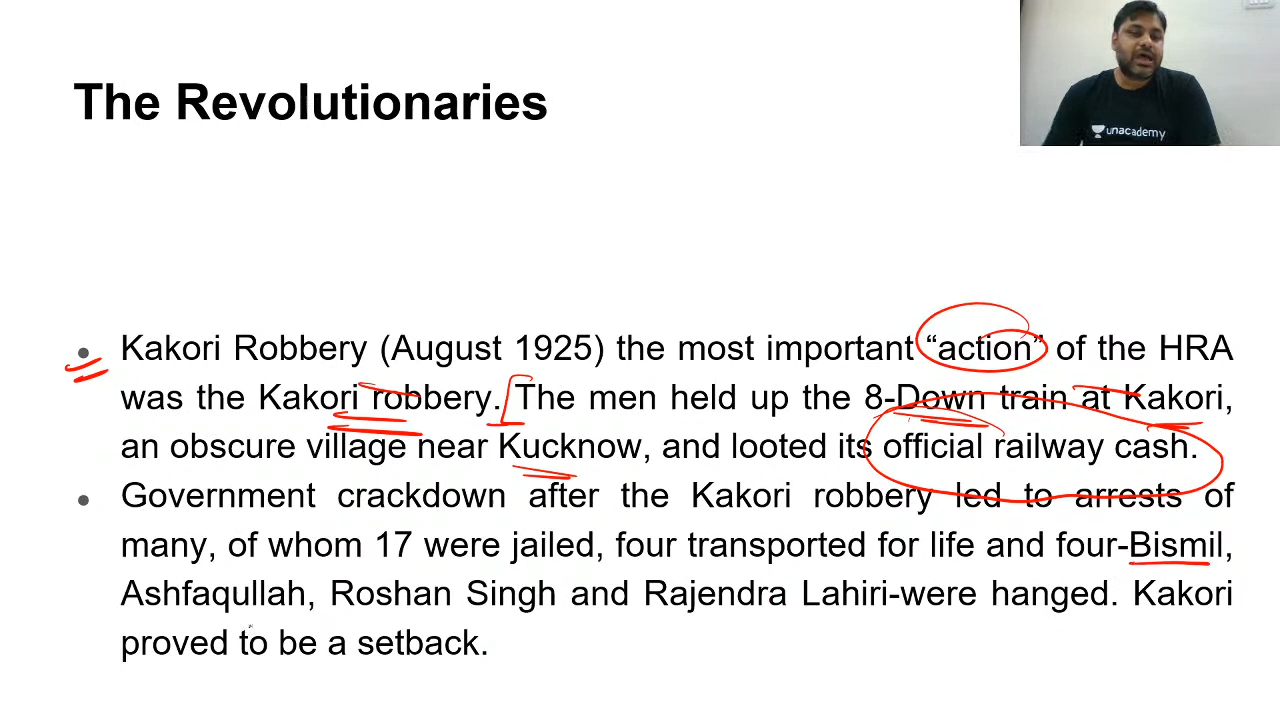 The Revolutionaries
unacademy
● Kakori Robbery (August 1925) the most important “action” of the HRA
was the Kakori robbery. The men held up the 8-Down train at Kakori,
an obscure village near Kucknow, and looted its official railway cash.
● Government crackdown after the Kakori robbery led to arrests of
many, of whom 17 were jailed, four transported for life and four-Bismil,
Ashfaqullah, Roshan Singh and Rajendra Lahiri-were hanged. Kakori
proved to be a setback.